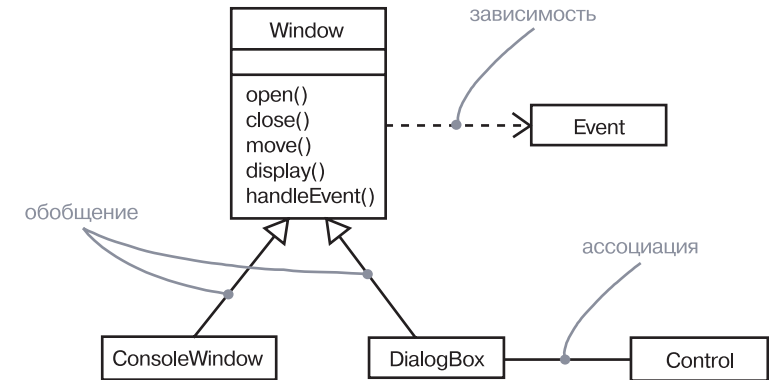 зависимость
Window
open()
close()
move()
display()
handleEvent()
Event
обобщение
ассоциация
ConsoleWindow
DialogBox
Control